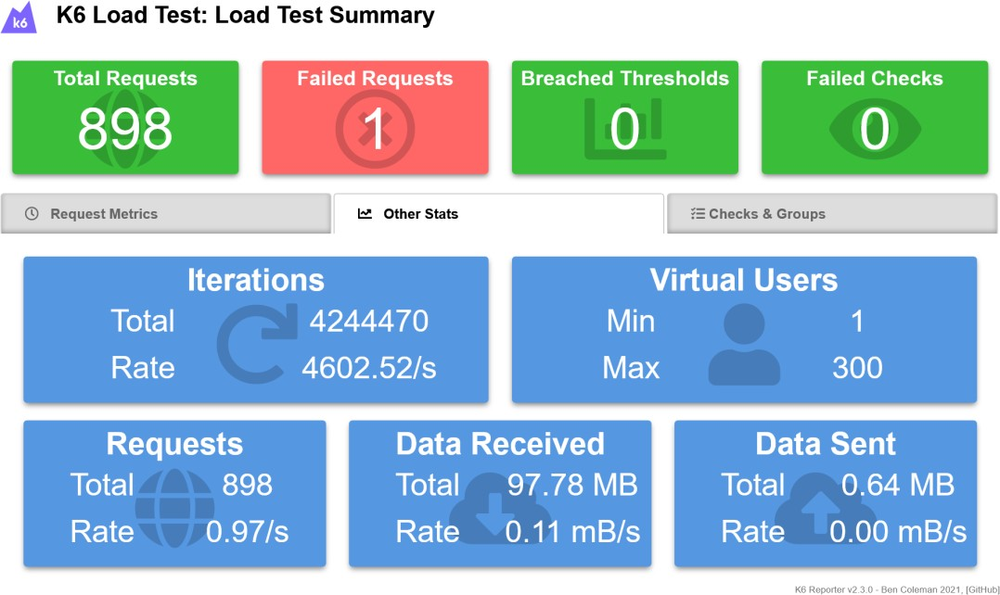 k6
K6 Load Test: Load Test Summary
Total Requests
898
Failed Requests
1
Breached Thresholds
0
Failed Checks
0
Request Metrics
Other Stats
Checks & Groups
Iterations
Total 4244470
Rate 4602.52/s
Virtual Users
Min 1
Max 300
Requests
Total 898
Rate 0.97/s
Data Received
Total 97.78 MB
Rate 0.11 mB/s
Data Sent
Total 0.64 MB
Rate 0.00 mB/s
K6 Reporter v2.3.0 - Ben Coleman 2021, [GitHub]